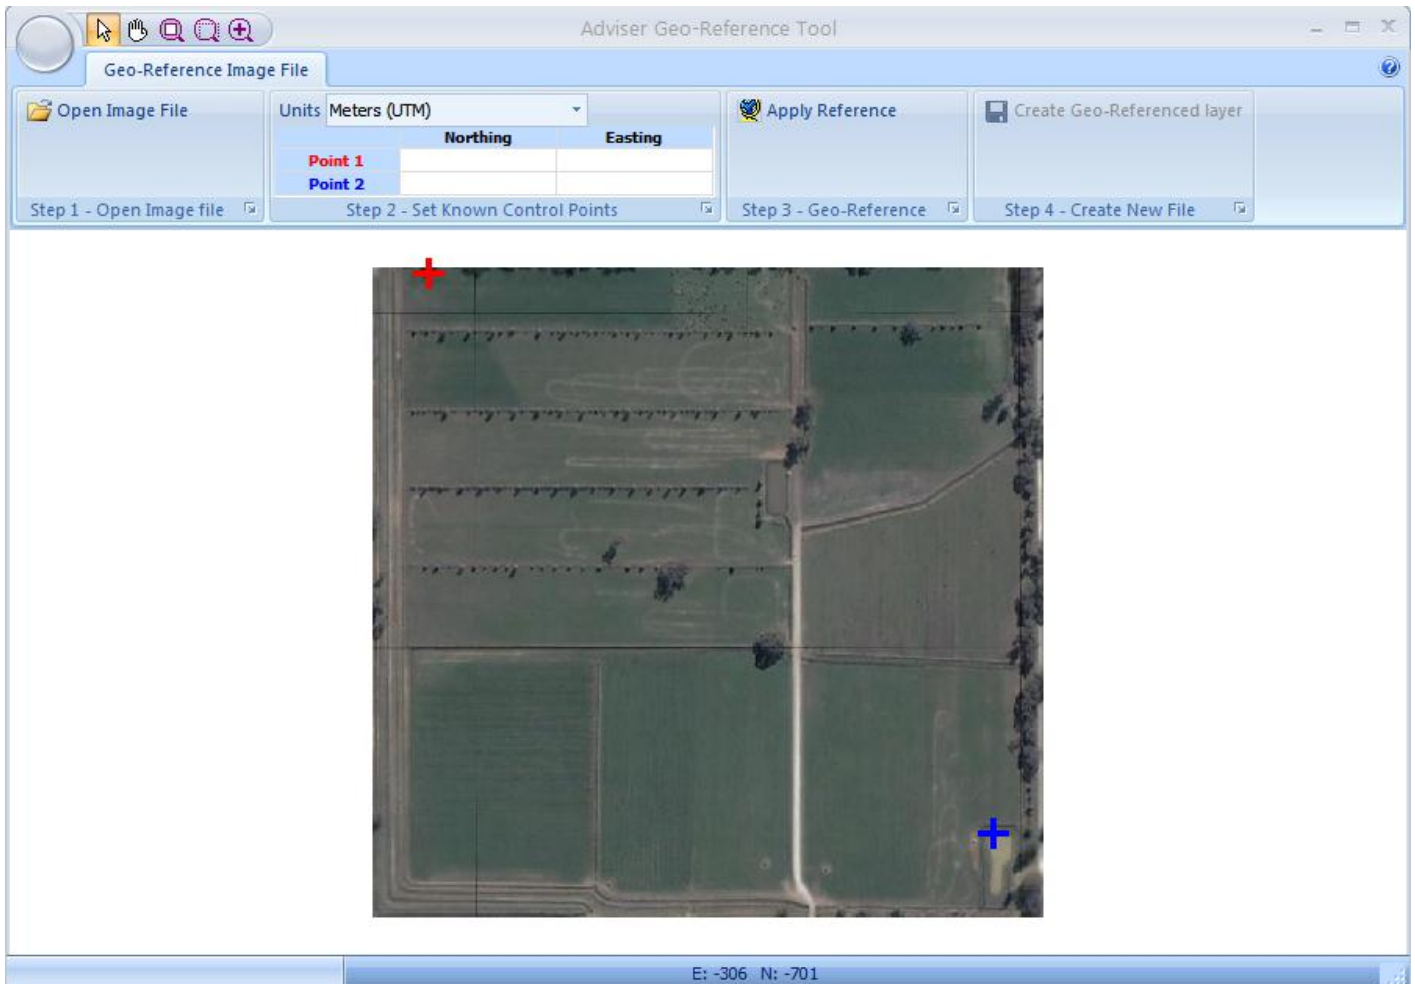 Adviser Geo-Reference Tool
Geo-Reference Image File
Open Image File
Units Meters (UTM)
Northing Easting
Point 1
Point 2
Apply Reference
Create Geo-Referenced layer
Step 1 - Open Image file
Step 2 - Set Known Control Points
Step 3 - Geo-Reference
Step 4 - Create New File
E: -306 N: -701